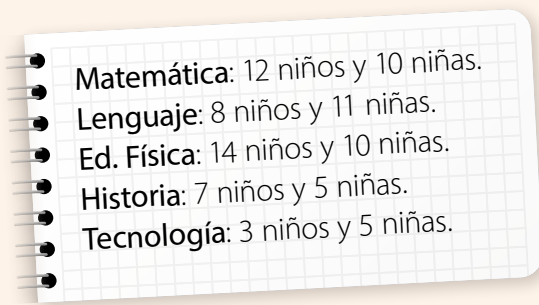 Matemática: 12 niños y 10 niñas.
Lenguaje: 8 niños y 11 niñas.
Ed. Física: 14 niños y 10 niñas.
Historia: 7 niños y 5 niñas.
Tecnología: 3 niños y 5 niñas.